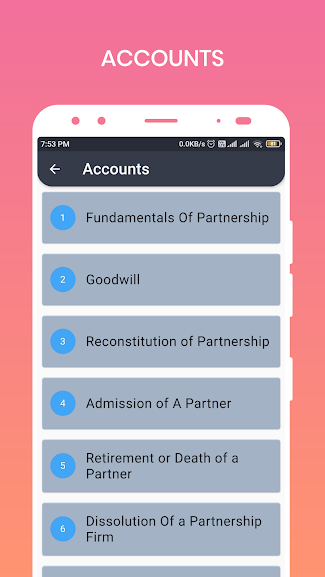 ACCOUNTS
7:53 PM 0.0KB/s
Accounts
1 Fundamentals Of Partnership
2 Goodwill
3 Reconstitution of Partnership
4 Admission of A Partner
5 Retirement or Death of a
Partner
6 Dissolution Of a Partnership
Firm